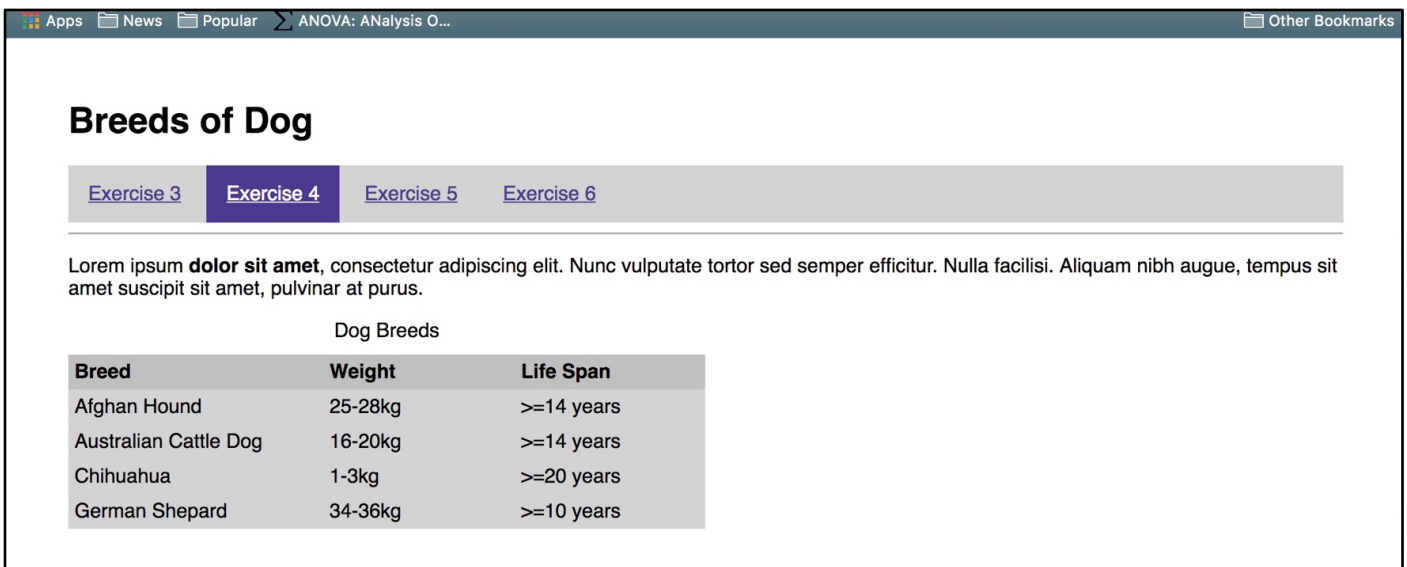 Apps News Popular ANOVA: ANalysis O... Other Bookmarks
Breeds of Dog
Exercise 3 Exercise 4 Exercise 5 Exercise 6
Lorem ipsum dolor sit amet, consectetur adipiscing elit. Nunc vulputate tortor sed semper efficitur. Nulla facilisi. Aliquam nibh augue, tempus sit
amet suscipit sit amet, pulvinar at purus.
Dog Breeds
Breed Weight Life Span
Afghan Hound 25-28kg >=14 years
Australian Cattle Dog 16-20kg >=14 years
Chihuahua 1-3kg >=20 years
German Shepard 34-36kg >=10 years